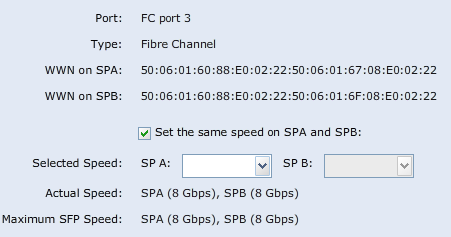 Port: FC port 3
Type: Fibre Channel
WWN on SPA: 50:06:01:60:88:E0:02:22:50:06:01:67:08:E0:02:22
WWN on SPB: 50:06:01:60:88:E0:02:22:50:06:01:6F:08:E0:02:22
Set the same speed on SPA and SPB:
Selected Speed: SP A: SP B:
Actual Speed: SPA (8 Gbps), SPB (8 Gbps)
Maximum SFP Speed: SPA (8 Gbps), SPB (8 Gbps)